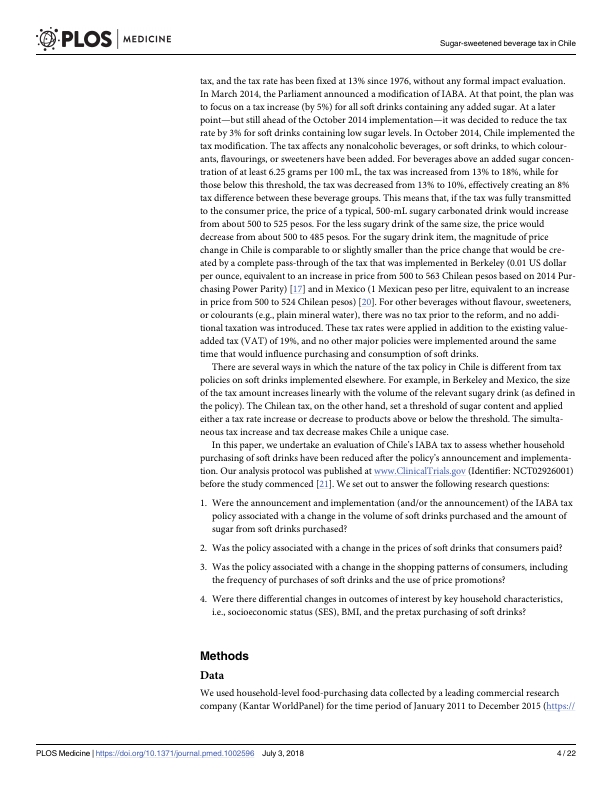 PLOS | MEDICINE
Sugar-sweetened beverage tax in Chile
tax, and the tax rate has been fixed at 13% since 1976, without any formal impact evaluation.
In March 2014, the Parliament announced a modification of IABA. At that point, the plan was
to focus on a tax increase (by 5%) for all soft drinks containing any added sugar. At a later
point—but still ahead of the October 2014 implementation—it was decided to reduce the tax
rate by 3% for soft drinks containing low sugar levels. In October 2014, Chile implemented the
tax modification. The tax affects any nonalcoholic beverages, or soft drinks, to which colour-
ants, flavourings, or sweeteners have been added. For beverages above an added sugar concen-
tration of at least 6.25 grams per 100 mL, the tax was increased from 13% to 18%, while for
those below this threshold, the tax was decreased from 13% to 10%, effectively creating an 8%
tax difference between these beverage groups. This means that, if the tax was fully transmitted
to the consumer price, the price of a typical, 500-mL sugary carbonated drink would increase
from about 500 to 525 pesos. For the less sugary drink of the same size, the price would
decrease from about 500 to 485 pesos. For the sugary drink item, the magnitude of price
change in Chile is comparable to or slightly smaller than the price change that would be cre-
ated by a complete pass-through of the tax that was implemented in Berkeley (0.01 US dollar
per ounce, equivalent to an increase in price from 500 to 563 Chilean pesos based on 2014 Pur-
chasing Power Parity) [17] and in Mexico (1 Mexican peso per litre, equivalent to an increase
in price from 500 to 524 Chilean pesos) [20]. For other beverages without flavour, sweeteners,
or colourants (e.g., plain mineral water), there was no tax prior to the reform, and no addi-
tional taxation was introduced. These tax rates were applied in addition to the existing value-
added tax (VAT) of 19%, and no other major policies were implemented around the same
time that would influence purchasing and consumption of soft drinks.
There are several ways in which the nature of the tax policy in Chile is different from tax
policies on soft drinks implemented elsewhere. For example, in Berkeley and Mexico, the size
of the tax amount increases linearly with the volume of the relevant sugary drink (as defined in
the policy). The Chilean tax, on the other hand, set a threshold of sugar content and applied
either a tax rate increase or decrease to products above or below the threshold. The simulta-
neous tax increase and tax decrease makes Chile a unique case.
In this paper, we undertake an evaluation of Chile's IABA tax to assess whether household
purchasing of soft drinks have been reduced after the policy's announcement and implementa-
tion. Our analysis protocol was published at www.ClinicalTrials.gov (Identifier: NCT02926001)
before the study commenced [21]. We set out to answer the following research questions:
1. Were the announcement and implementation (and/or the announcement) of the IABA tax
policy associated with a change in the volume of soft drinks purchased and the amount of
sugar from soft drinks purchased?
2. Was the policy associated with a change in the prices of soft drinks that consumers paid?
3. Was the policy associated with a change in the shopping patterns of consumers, including
the frequency of purchases of soft drinks and the use of price promotions?
4. Were there differential changes in outcomes of interest by key household characteristics,
i.e., socioeconomic status (SES), BMI, and the pretax purchasing of soft drinks?
Methods
Data
We used household-level food-purchasing data collected by a leading commercial research
company (Kantar WorldPanel) for the time period of January 2011 to December 2015 (https://
PLOS Medicine | https://doi.org/10.1371/journal.pmed.1002596 July 3, 2018
4 / 22